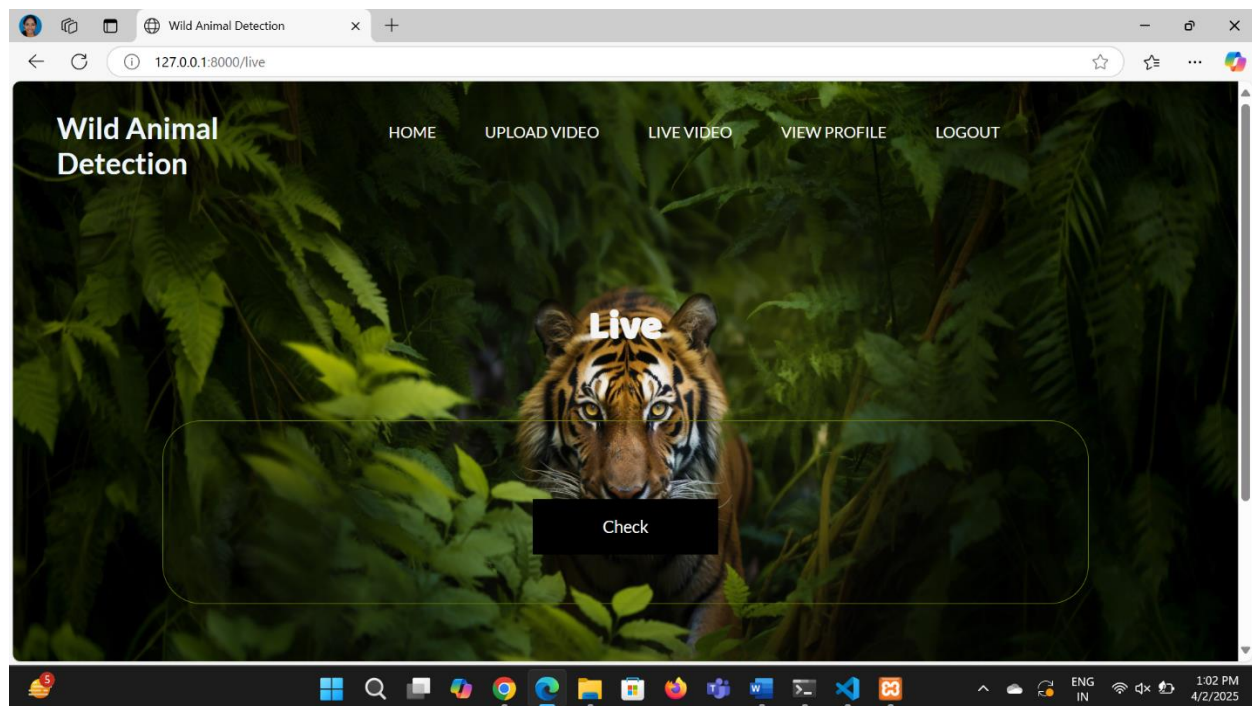 Wild Animal Detection
127.0.0.1:8000/live
Wild Animal
Detection
HOME UPLOAD VIDEO LIVE VIDEO VIEW PROFILE LOGOUT
Live
Check
5
ENG
IN
1:02 PM
4/2/2025